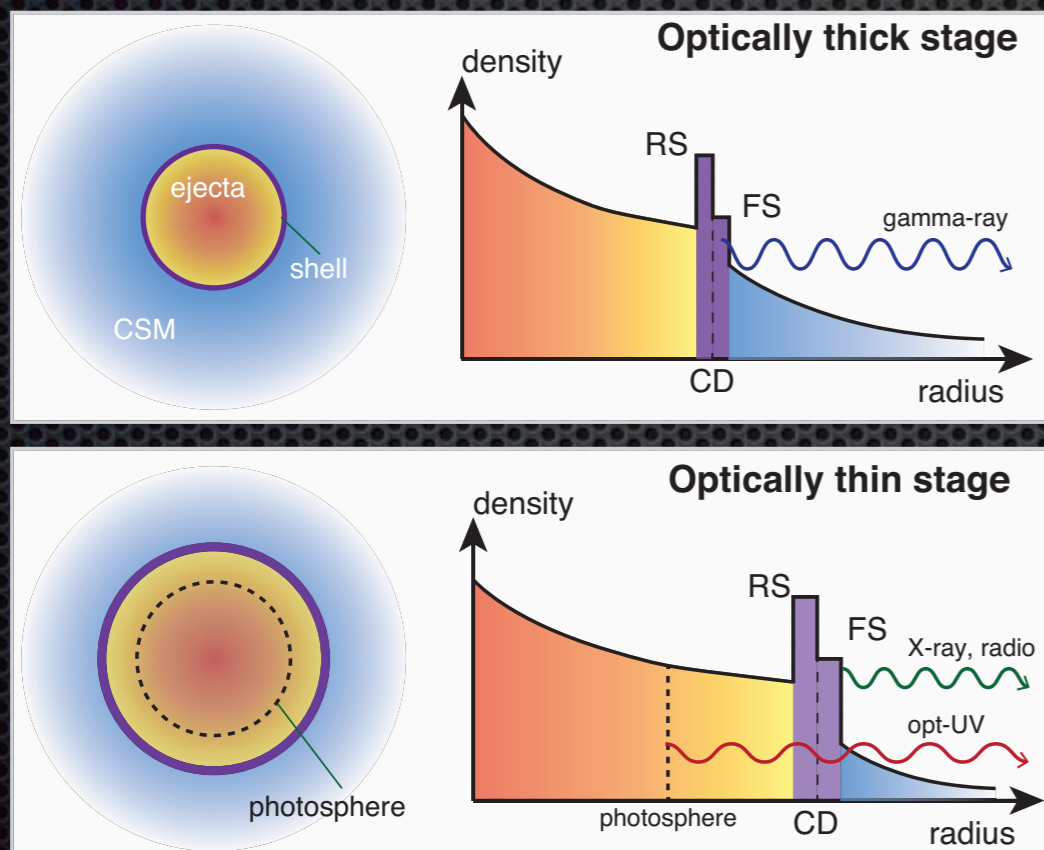 Optically thick stage
density
RS
ejecta
FS
gamma-ray
shell
CSM
CD
radius
Optically thin stage
density
RS
FS
X-ray, radio
opt-UV
photosphere
photosphere
CD
radius